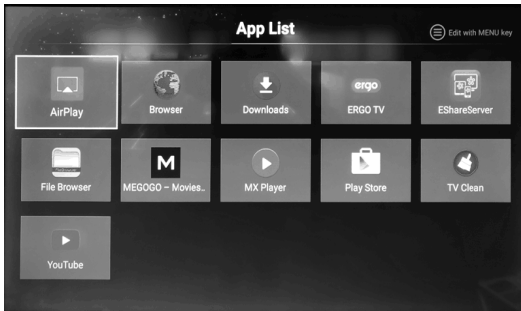 App List
Edit with MENU key
AirPlay
Browser
Downloads
ergo
ERGO TV
EShareServer
File Browser
M
MEGOGO – Movies..
MX Player
Play Store
TV Clean
YouTube